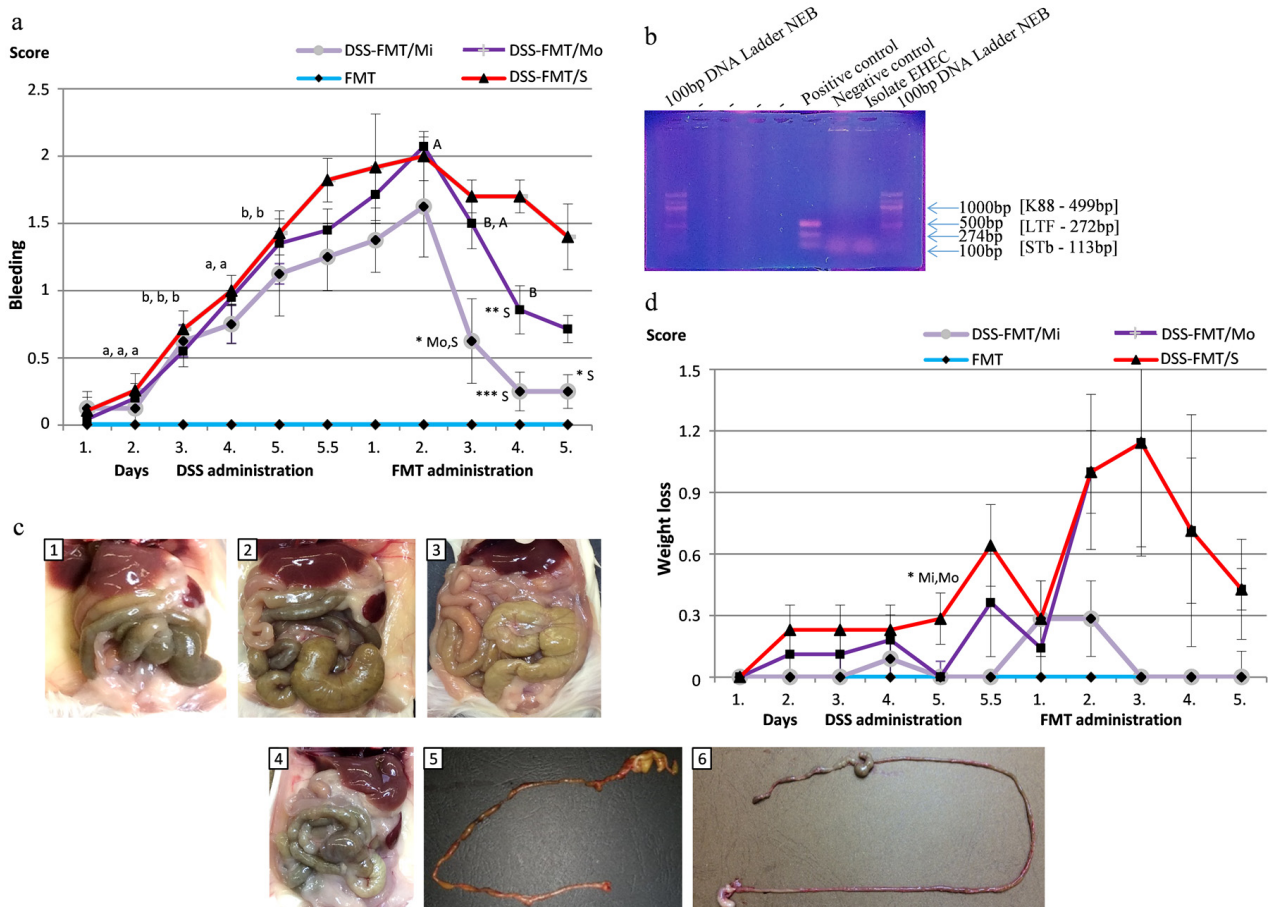 a
Score
DSS-FMT/Mi
DSS-FMT/Mo
FMT
DSS-FMT/S
2.5
2
1.5
1
0.5
0
Bleeding
a, a, a
b, b, b
a, a
b, b
A
B, A
B
* Mo,S
** S
*** S
* S
1. 2. 3. 4. 5. 5.5 1. 2. 3. 4. 5.
Days DSS administration FMT administration
b
100bp DNA Ladder NEB
-
-
-
-
Positive control
Negative control
Isolate EHEC
100bp DNA Ladder NEB
1000bp [K88 - 499bp]
500bp [LTF - 272bp]
274bp
100bp [STb - 113bp]
c
1
2
3
4
5
6
d
Score
DSS-FMT/Mi
DSS-FMT/Mo
FMT
DSS-FMT/S
1.5
1.2
0.9
0.6
0.3
0
Weight loss
* Mi,Mo
1. 2. 3. 4. 5. 5.5 1. 2. 3. 4. 5.
Days DSS administration FMT administration